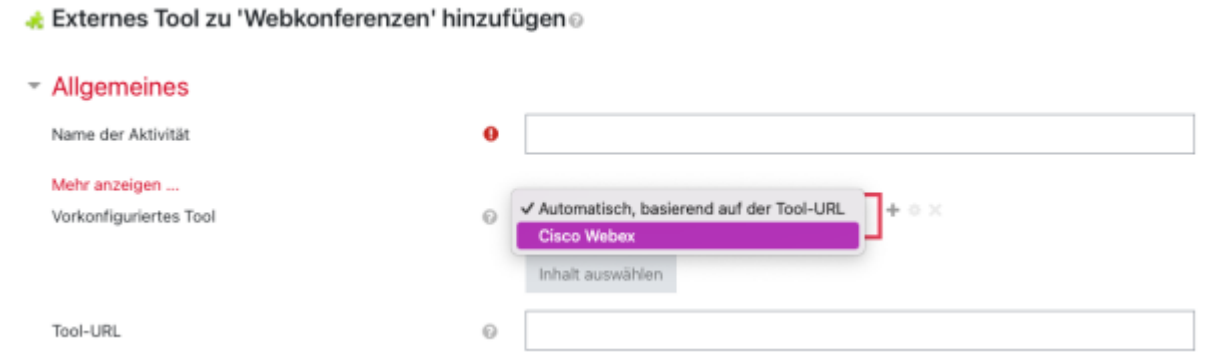 Externes Tool zu 'Webkonferenzen' hinzufügen
Allgemeines
Name der Aktivität
Mehr anzeigen ...
Vorkonfiguriertes Tool
✓ Automatisch, basierend auf der Tool-URL
Cisco Webex
Inhalt auswählen
Tool-URL